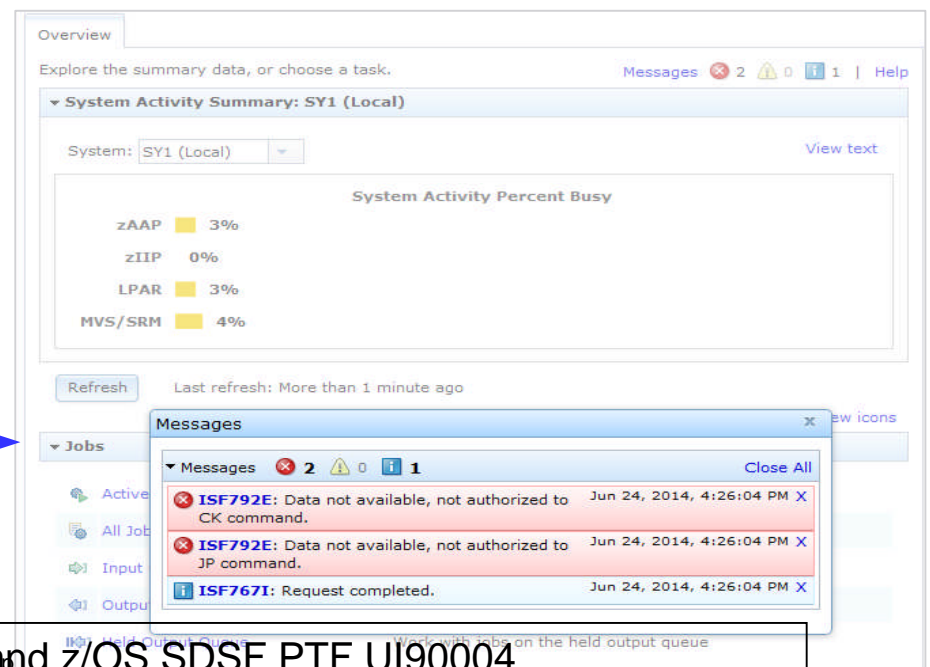 Overview
Explore the summary data, or choose a task.
Messages 2 0 1 | Help
System Activity Summary: SY1 (Local)
System: SY1 (Local)
View text
System Activity Percent Busy
zAAP 3%
zIIP 0%
LPAR 3%
MVS/SRM 4%
Refresh Last refresh: More than 1 minute ago
Messages x
icons
Jobs
Messages 2 0 1 Close All
ISF792E: Data not available, not authorized to CK command. Jun 24, 2014, 4:26:04 PM X
ISF792E: Data not available, not authorized to JP command. Jun 24, 2014, 4:26:04 PM X
ISF767I: Request completed. Jun 24, 2014, 4:26:04 PM X
Active
All
Input
Held Output Queue Work with jobs on the held output queue
z/OS SDSF PTF UI90004